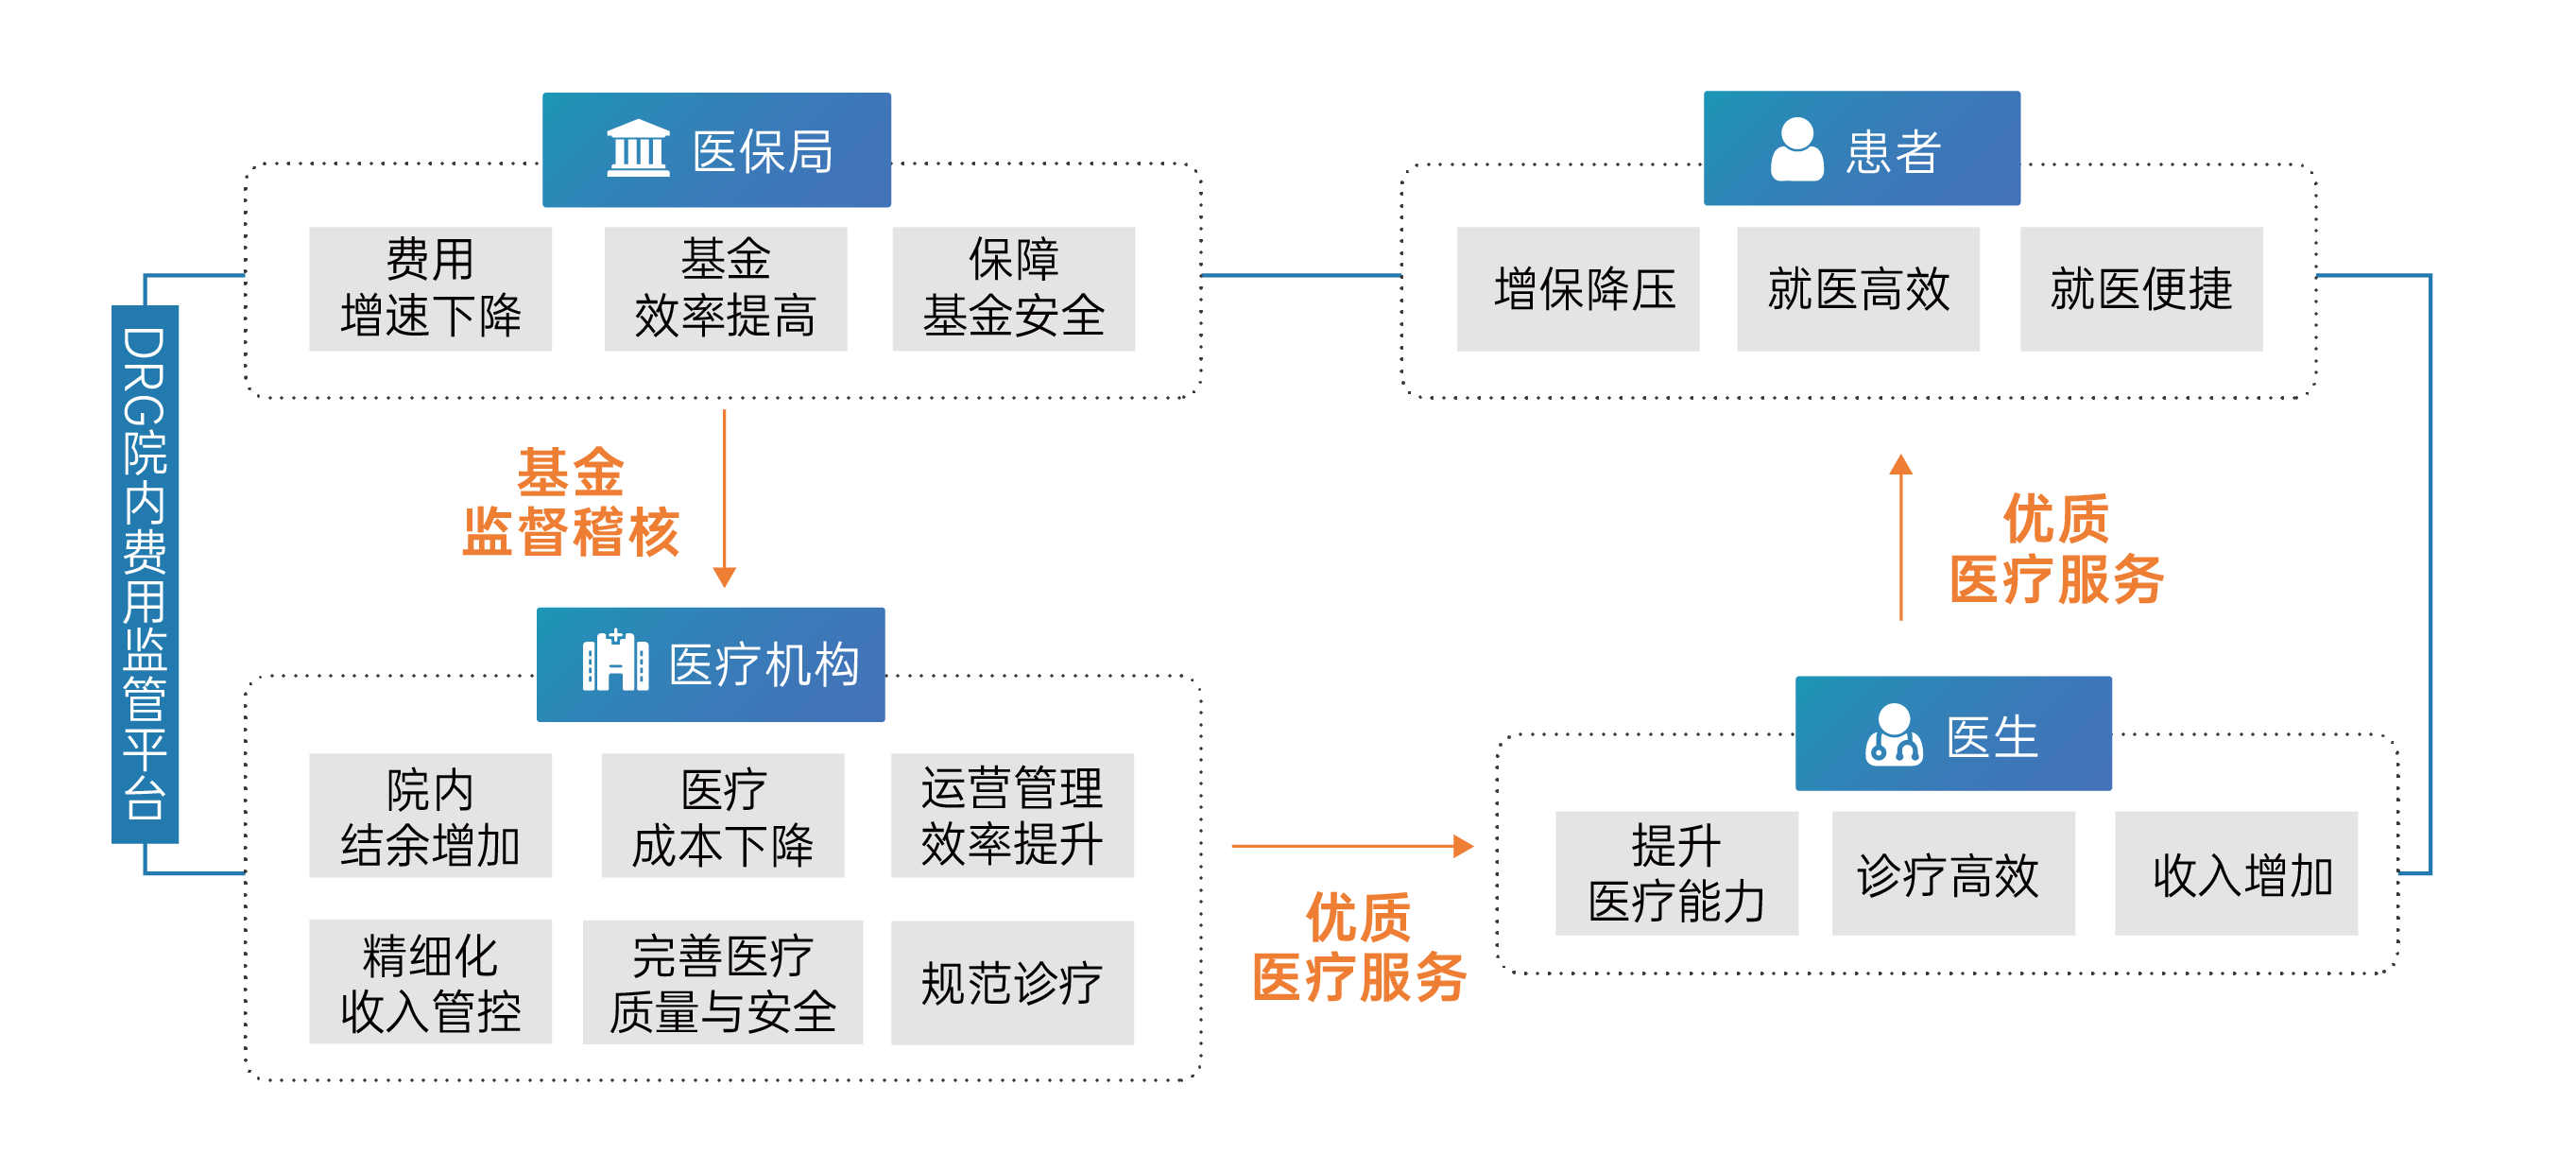 DRG院内费用监管平台
医保局
费用
增速下降
基金
效率提高
保障
基金安全
患者
增保降压
就医高效
就医便捷
基金
监督稽核
优质
医疗服务
医疗机构
院内
结余增加
医疗
成本下降
运营管理
效率提升
精细化
收入管控
完善医疗
质量与安全
规范诊疗
优质
医疗服务
医生
提升
医疗能力
诊疗高效
收入增加